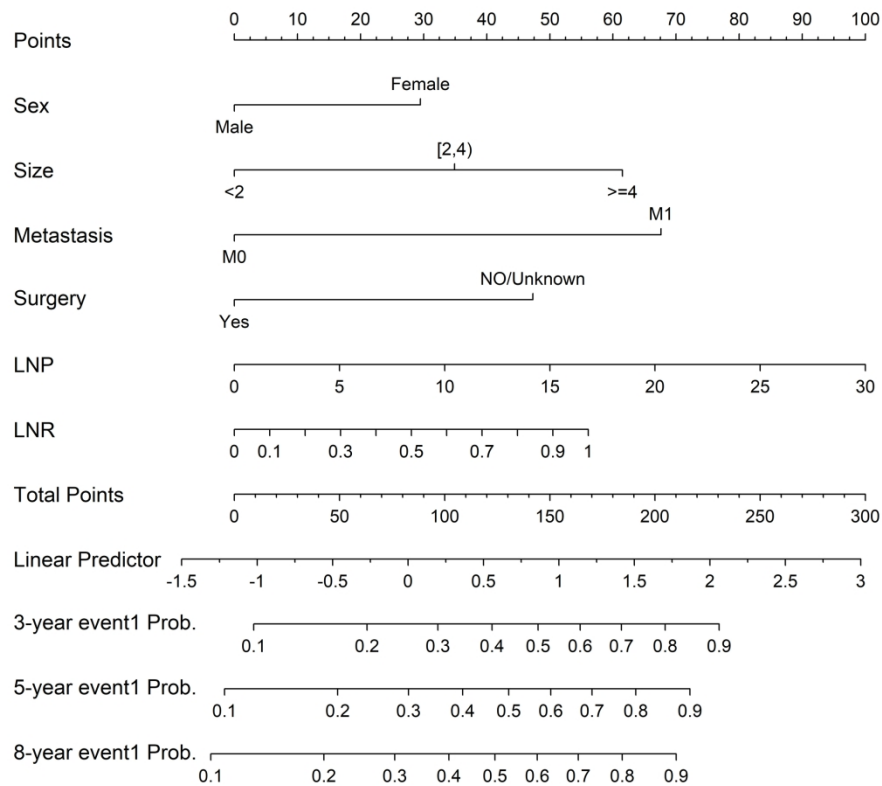 0 10 20 30 40 50 60 70 80 90 100
Points
Female
Sex
Male
[2,4)
Size
<2 >=4
M1
Metastasis
M0
NO/Unknown
Surgery
Yes
LNP
0 5 10 15 20 25 30
LNR
0 0.1 0.3 0.5 0.7 0.9 1
Total Points
0 50 100 150 200 250 300
Linear Predictor
-1.5 -1 -0.5 0 0.5 1 1.5 2 2.5 3
3-year event1 Prob.
0.1 0.2 0.3 0.4 0.5 0.6 0.7 0.8 0.9
5-year event1 Prob.
0.1 0.2 0.3 0.4 0.5 0.6 0.7 0.8 0.9
8-year event1 Prob.
0.1 0.2 0.3 0.4 0.5 0.6 0.7 0.8 0.9